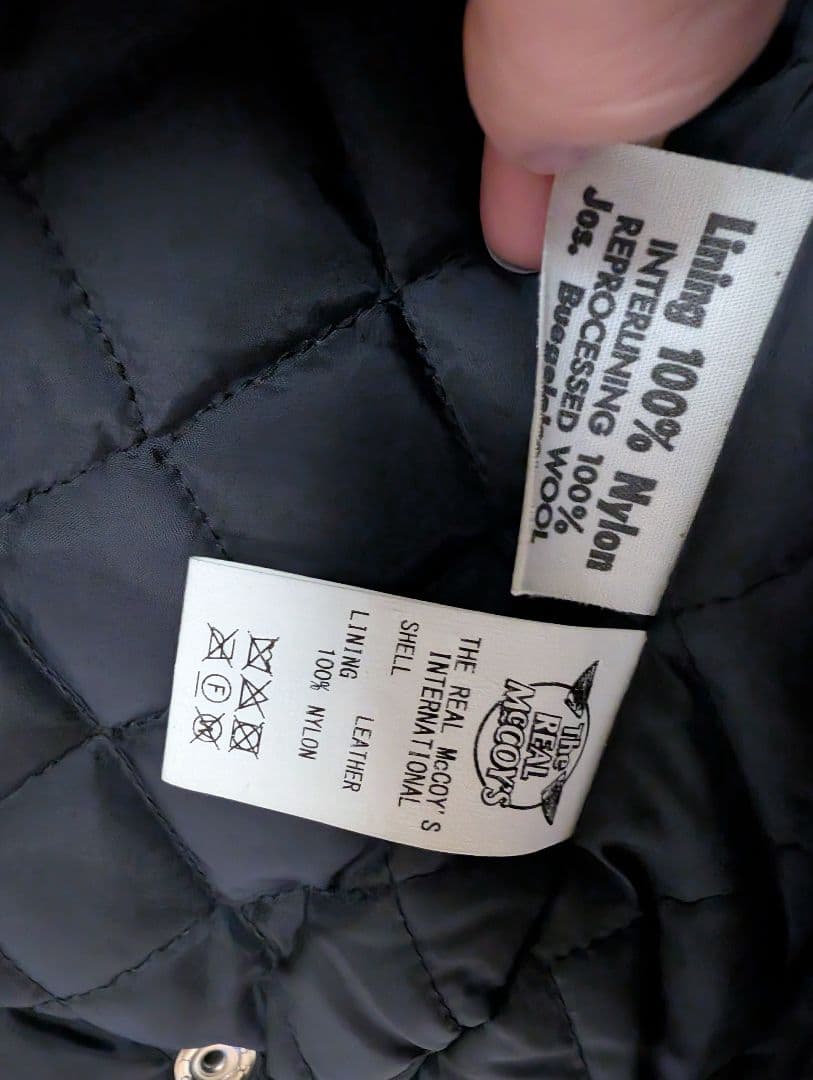 Lining 100% Nylon
INTERLINING 100%
REPROCESSED WOOL
Jos.
The
REAL
McCOY'S
THE REAL McCOY'S
INTERNATIONAL
SHELL
LEATHER
LINING
100% NYLON
F